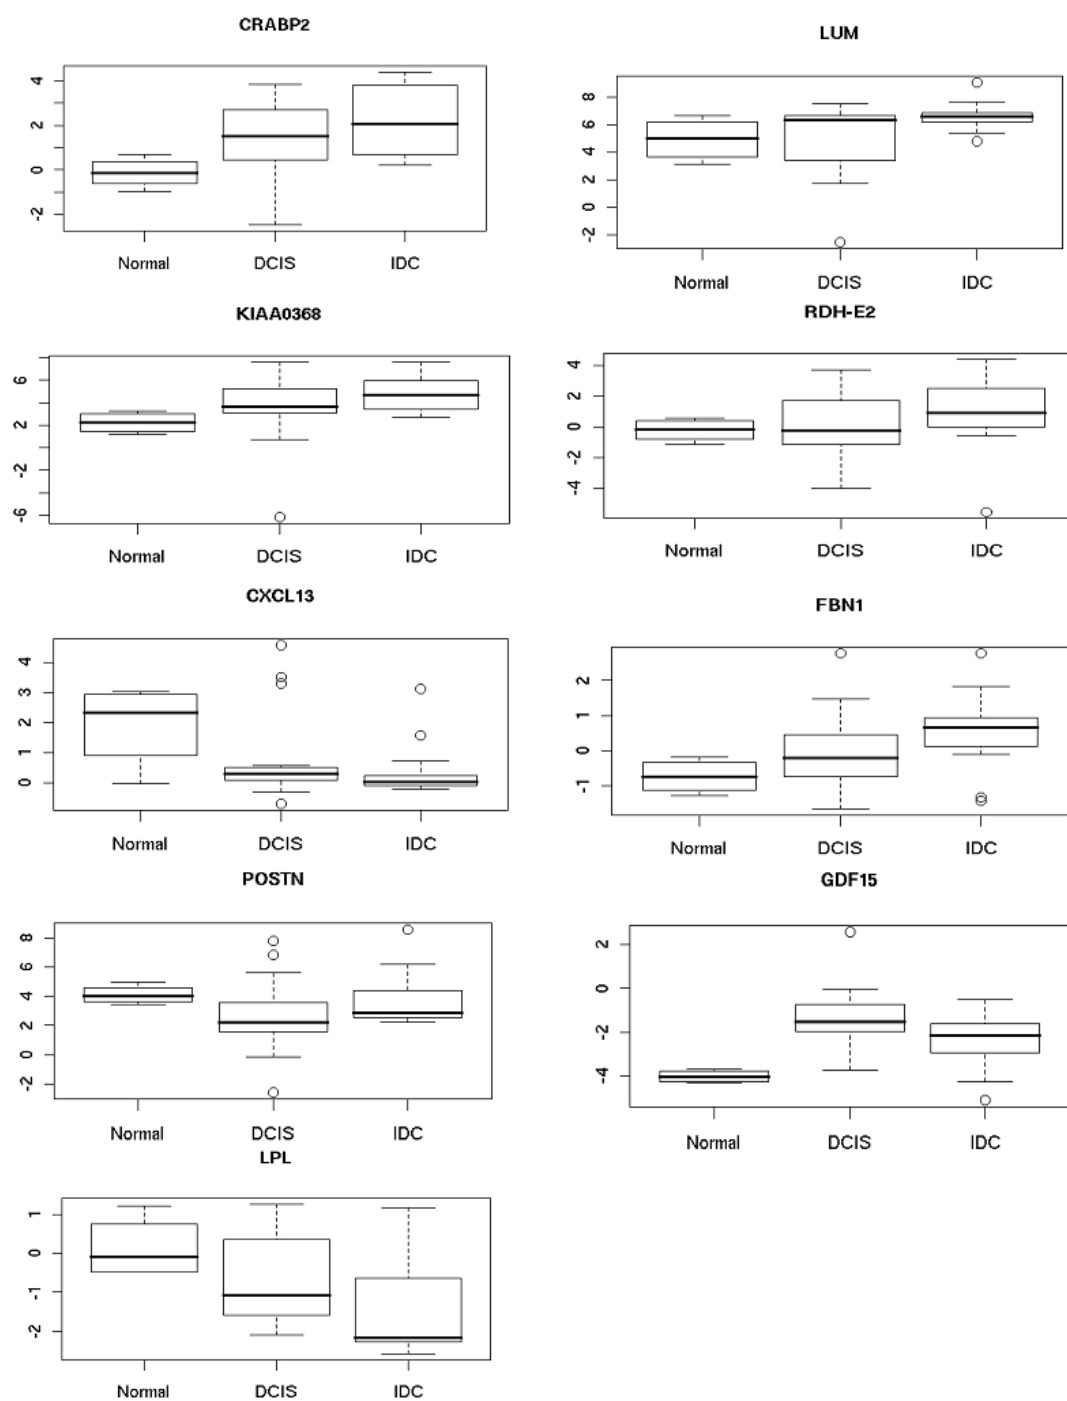 CRABP2
4
2
0
-2
Normal DCIS IDC
LUM
8
6
4
2
0
-2
Normal DCIS IDC
KIAA0368
6
2
-2
-6
Normal DCIS IDC
RDH-E2
4
2
0
-2
-4
Normal DCIS IDC
CXCL13
4
3
2
1
0
Normal DCIS IDC
FBN1
2
1
0
-1
Normal DCIS IDC
POSTN
8
6
4
2
0
-2
Normal DCIS IDC
GDF15
2
0
-2
-4
Normal DCIS IDC
LPL
1
0
-1
-2
Normal DCIS IDC